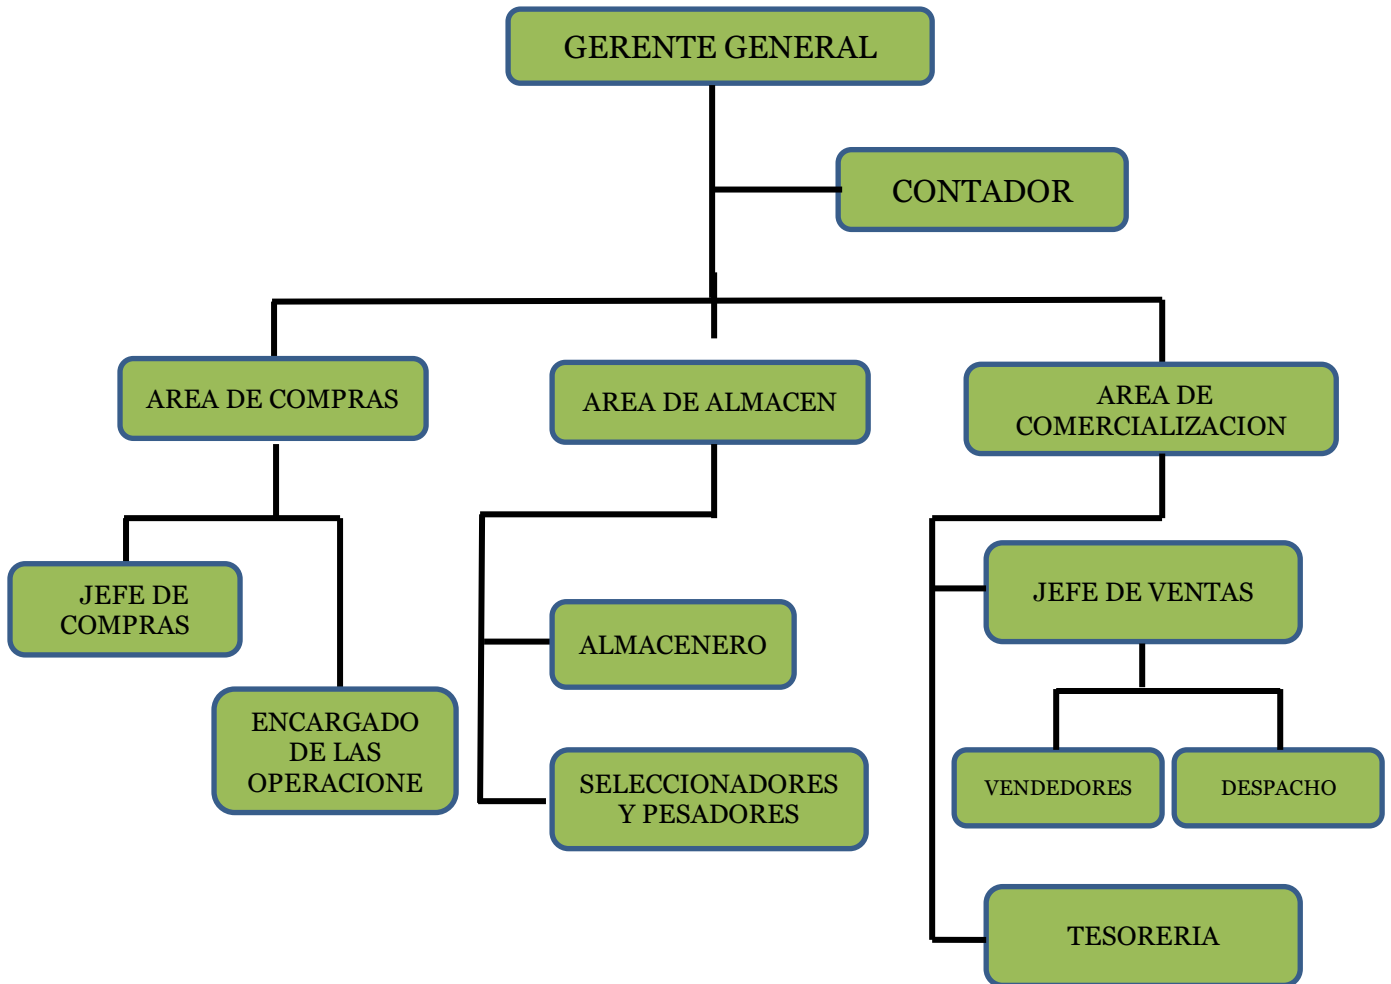 GERENTE GENERAL
CONTADOR
AREA DE COMPRAS
AREA DE ALMACEN
AREA DE
COMERCIALIZACION
JEFE DE
COMPRAS
ENCARGADO
DE LAS
OPERACIONE
ALMACENERO
SELECCIONADORES
Y PESADORES
JEFE DE VENTAS
VENDEDORES
DESPACHO
TESORERIA